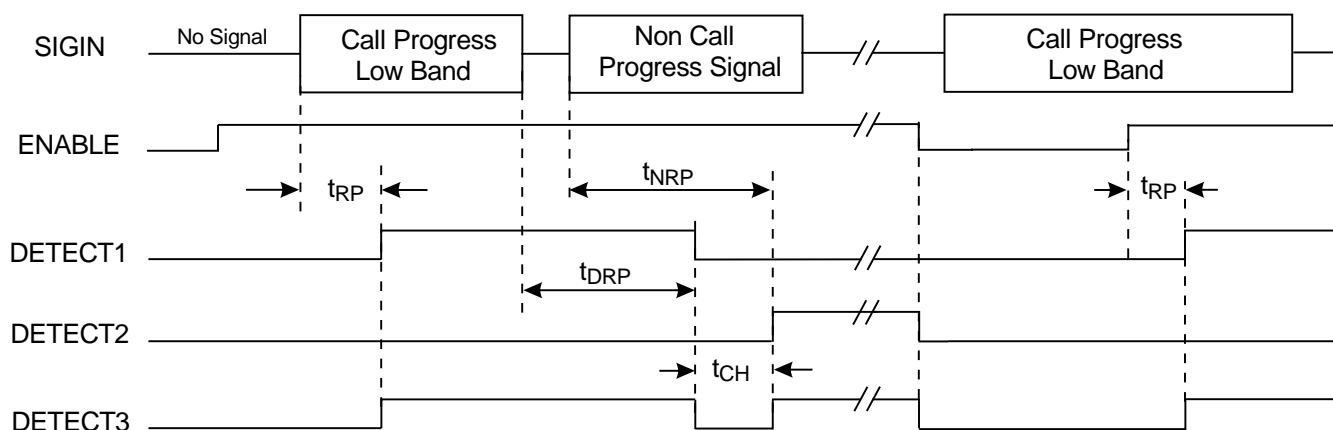 SIGIN
No Signal
Call Progress
Low Band
Non Call
Progress Signal
Call Progress
Low Band
ENABLE
tRP
tNRP
tRP
DETECT1
tDRP
DETECT2
tCH
DETECT3